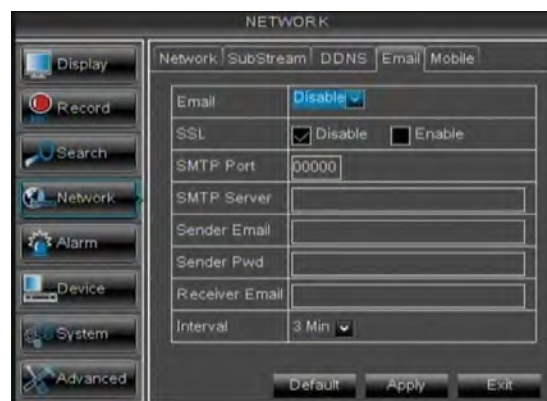 NETWORK
Display
Record
Search
Network
Alarm
Device
System
Advanced
Network SubStream DDNS Email Mobile
Email Disable
SSL Disable Enable
SMTP Port 00000
SMTP Server
Sender Email
Sender Pwd
Receiver Email
Interval 3 Min
Default Apply Exit